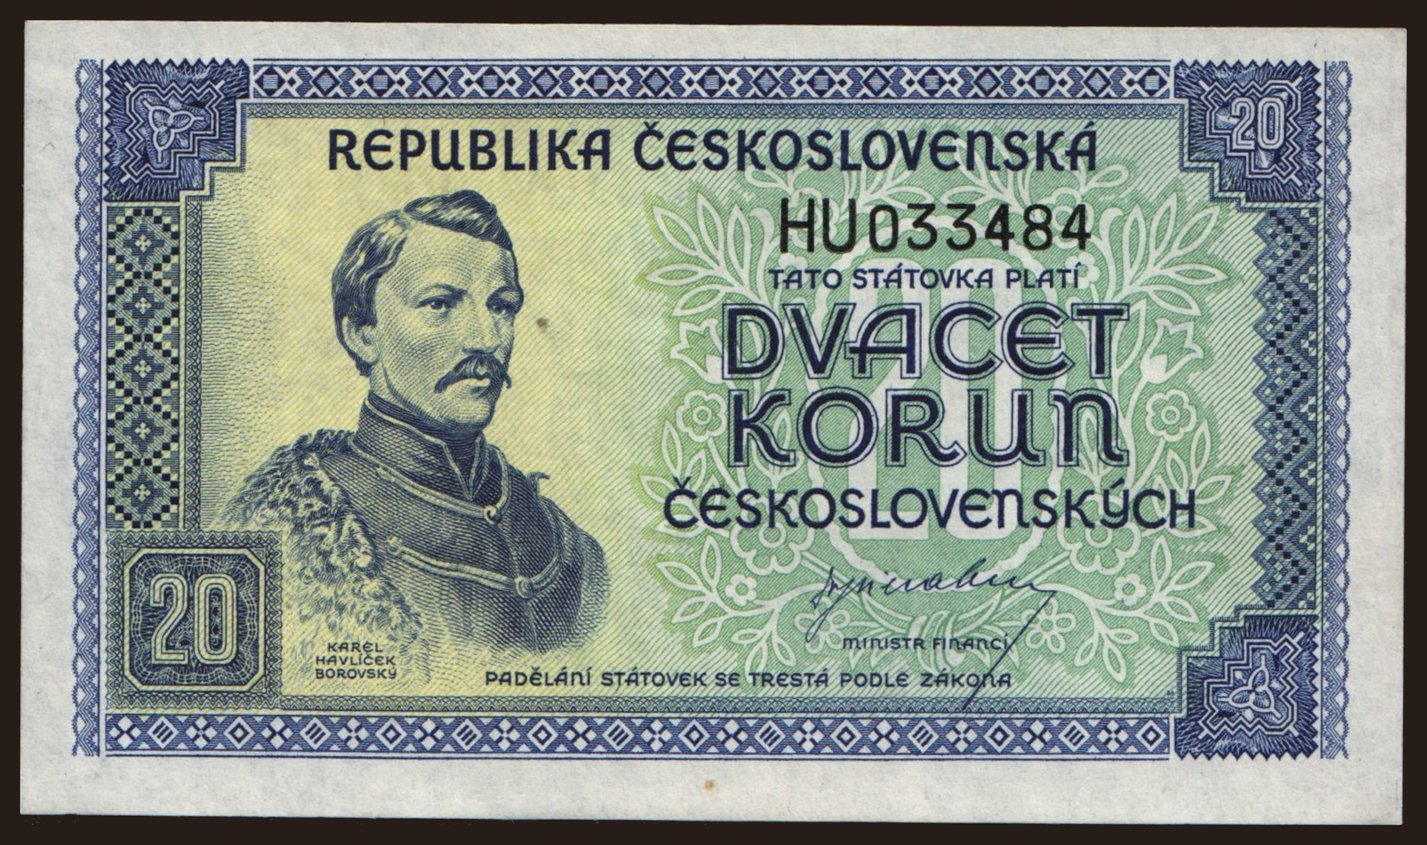 20
REPUBLIKA ČESKOSLOVENSKÁ
HU033484
TATO STÁTOVKA PLATÍ
20
DVACET
KORUN
ČESKOSLOVENSKÝCH
MINISTR FINANCÍ
20
KAREL
HAVLÍČEK
BOROVSKÝ
PADĚLÁNÍ STÁTOVEK SE TRESTÁ PODLE ZÁKONA